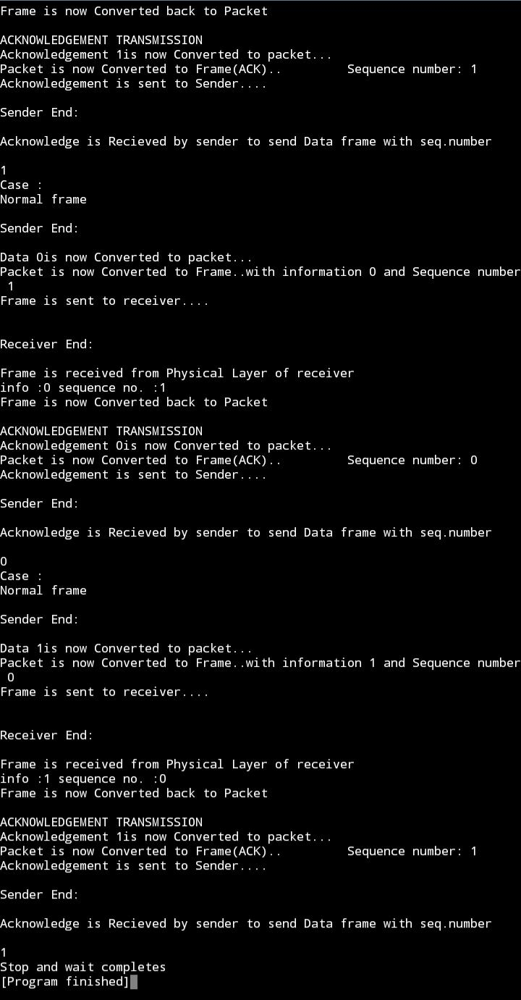 Frame is now Converted back to Packet
ACKNOWLEDGEMENT TRANSMISSION
Acknowledgement 1is now Converted to packet...
Packet is now Converted to Frame(ACK)..         Sequence number: 1
Acknowledgement is sent to Sender....
Sender End:
Acknowledge is Recieved by sender to send Data frame with seq.number
1
Case :
Normal frame
Sender End:
Data 0is now Converted to packet...
Packet is now Converted to Frame..with information 0 and Sequence number
1
Frame is sent to receiver....
Receiver End:
Frame is received from Physical Layer of receiver
info :0 sequence no. :1
Frame is now Converted back to Packet
ACKNOWLEDGEMENT TRANSMISSION
Acknowledgement 0is now Converted to packet...
Packet is now Converted to Frame(ACK)..         Sequence number: 0
Acknowledgement is sent to Sender....
Sender End:
Acknowledge is Recieved by sender to send Data frame with seq.number
0
Case :
Normal frame
Sender End:
Data 1is now Converted to packet...
Packet is now Converted to Frame..with information 1 and Sequence number
0
Frame is sent to receiver....
Receiver End:
Frame is received from Physical Layer of receiver
info :1 sequence no. :0
Frame is now Converted back to Packet
ACKNOWLEDGEMENT TRANSMISSION
Acknowledgement 1is now Converted to packet...
Packet is now Converted to Frame(ACK)..         Sequence number: 1
Acknowledgement is sent to Sender....
Sender End:
Acknowledge is Recieved by sender to send Data frame with seq.number
1
Stop and wait completes
[Program finished]